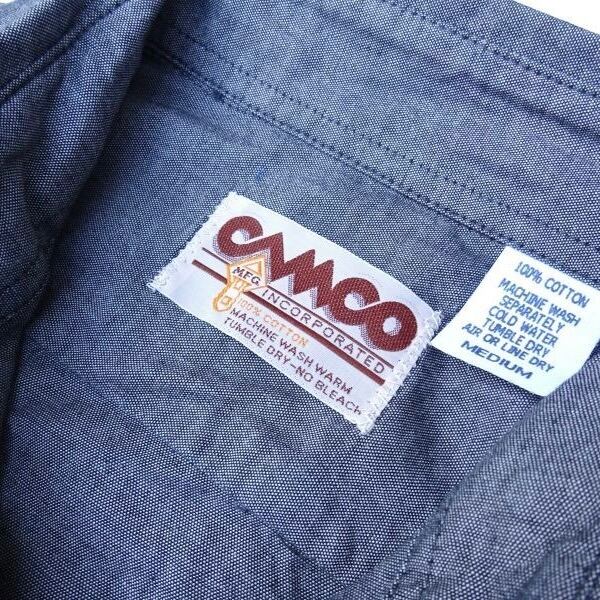 CAMCO
MFG. INCORPORATED
100% COTTON
MACHINE WASH WARM
TUMBLE DRY-NO BLEACH
100% COTTON
MACHINE WASH
SEPARATELY
COLD WATER
TUMBLE DRY
AIR OR LINE DRY
MEDIUM